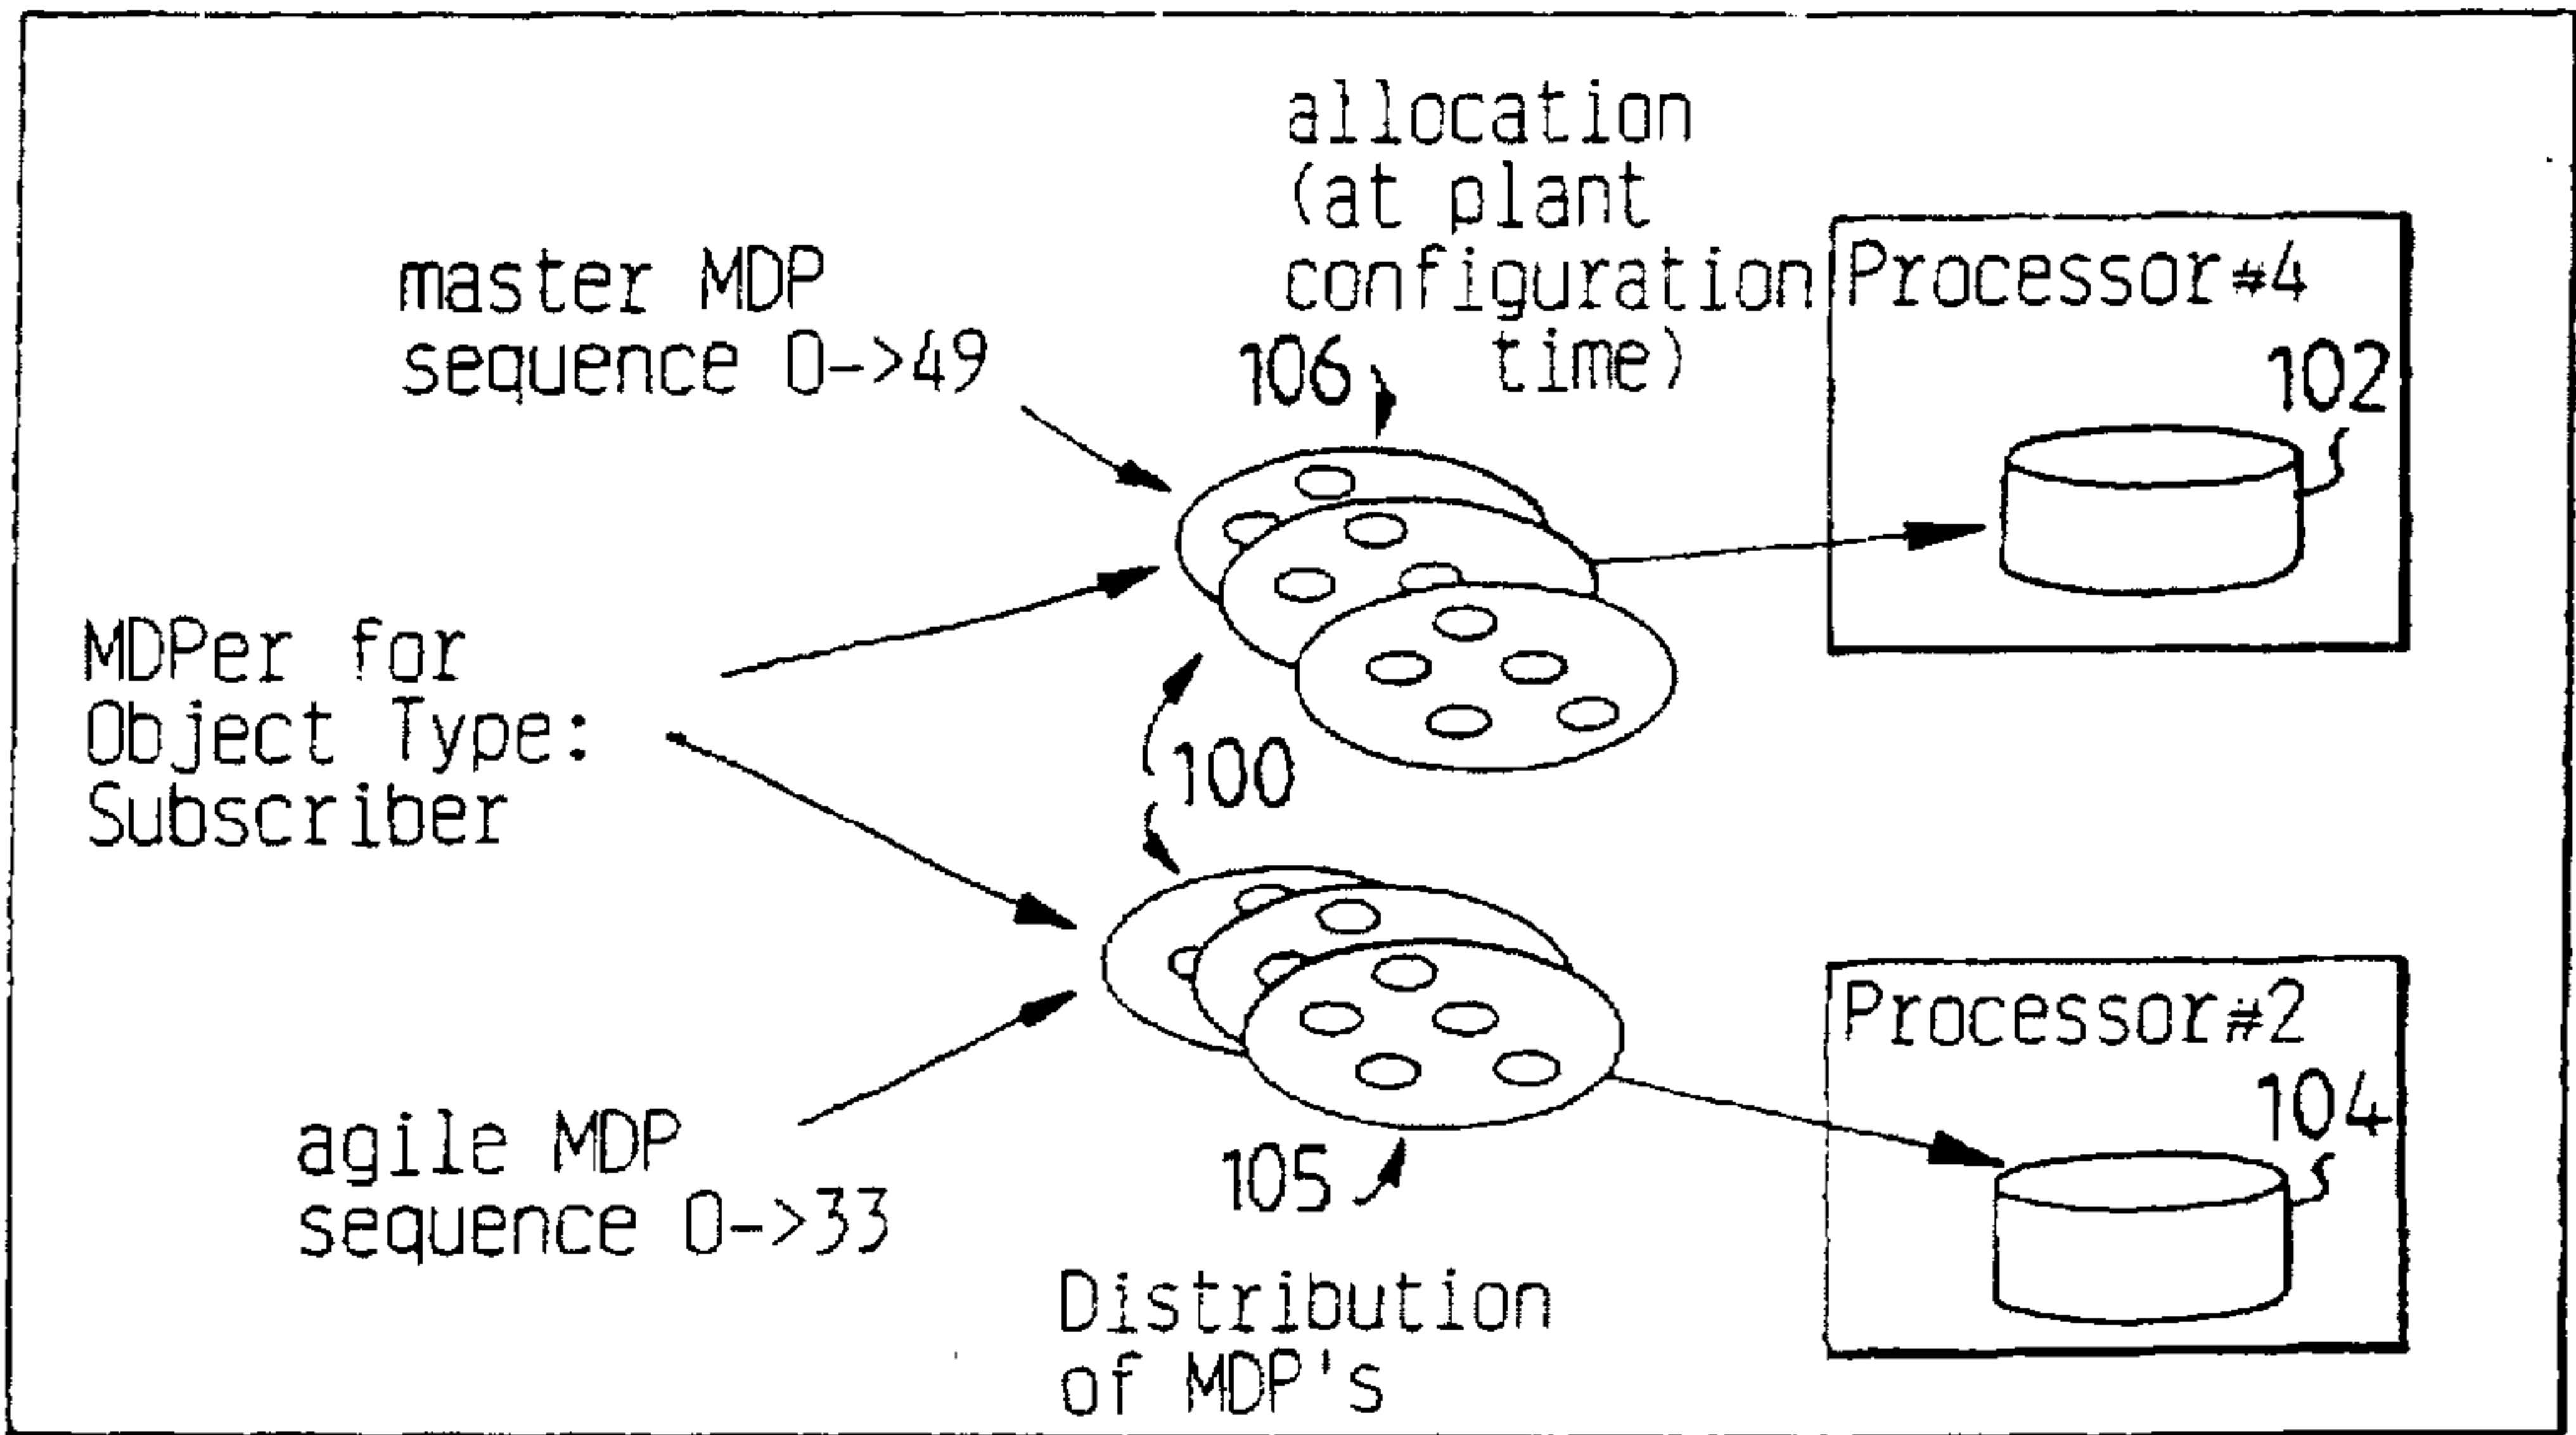 allocation
(at plant
configuration
time)
master MDP
sequence 0->49
106
Processor#4
102
MDPer for
Object Type:
Subscriber
100
Processor#2
104
agile MDP
sequence 0->33
105
Distribution
of MDP's